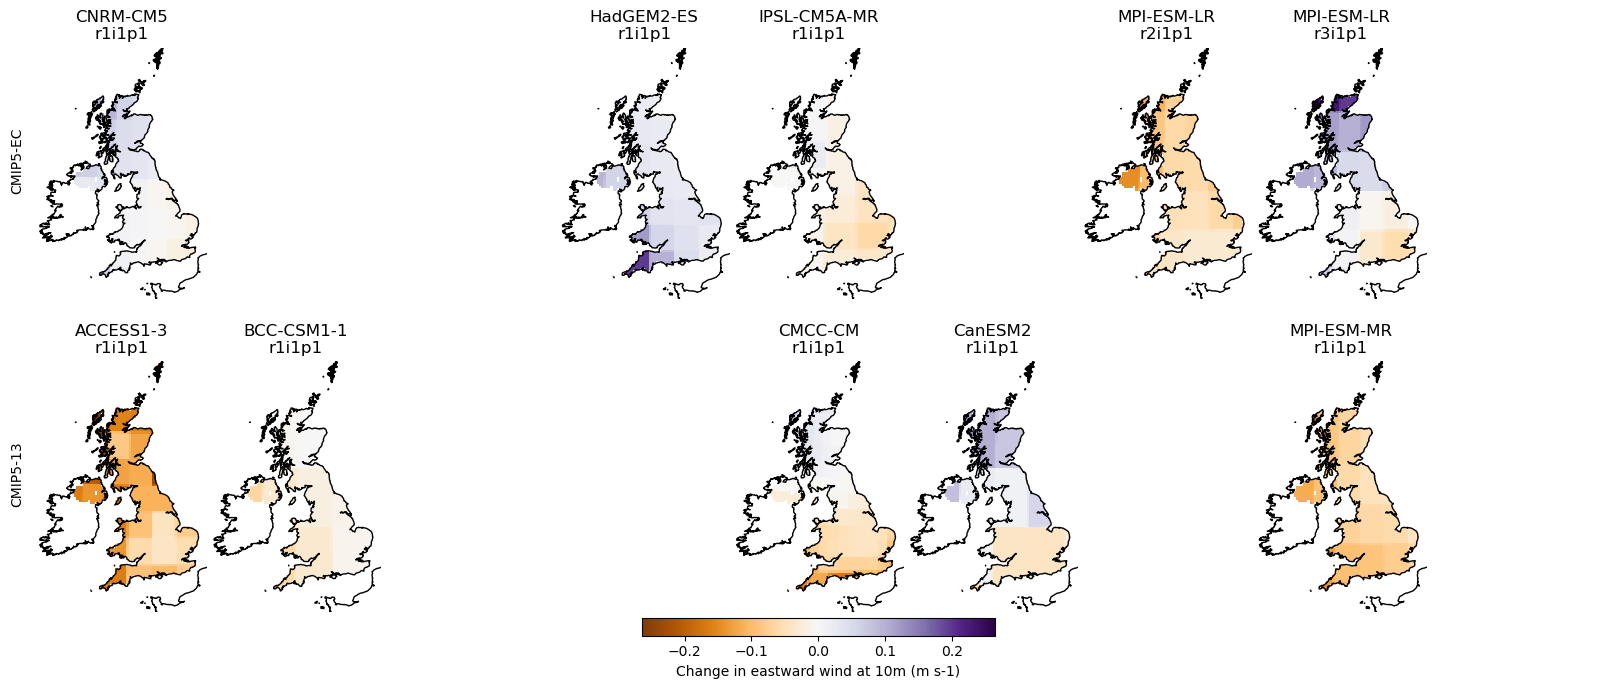 CNRM-CM5
r1i1p1
HadGEM2-ES
r1i1p1
IPSL-CM5A-MR
r1i1p1
MPI-ESM-LR
r2i1p1
MPI-ESM-LR
r3i1p1
CMIP5-EC
ACCESS1-3
r1i1p1
BCC-CSM1-1
r1i1p1
CMCC-CM
r1i1p1
CanESM2
r1i1p1
MPI-ESM-MR
r1i1p1
CMIP5-13
−0.2 −0.1 0.0 0.1 0.2
Change in eastward wind at 10m (m s-1)